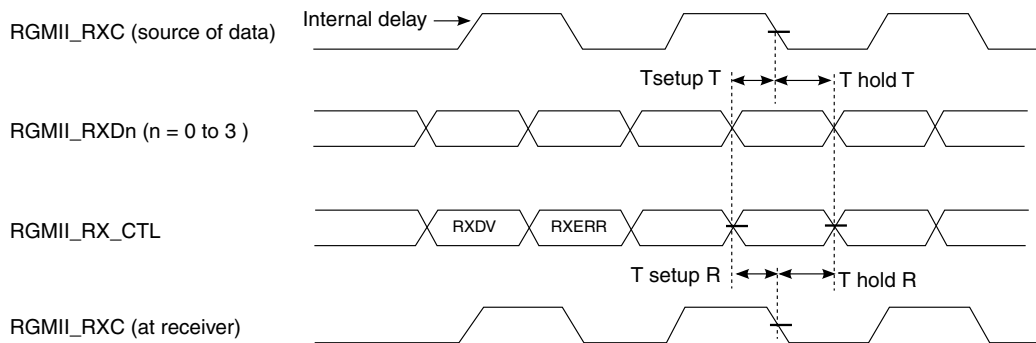 RGMII_RXC (source of data)
Internal delay
Tsetup T
T hold T
RGMII_RXDn (n = 0 to 3 )
RGMII_RX_CTL
RXDV
RXERR
T setup R
T hold R
RGMII_RXC (at receiver)